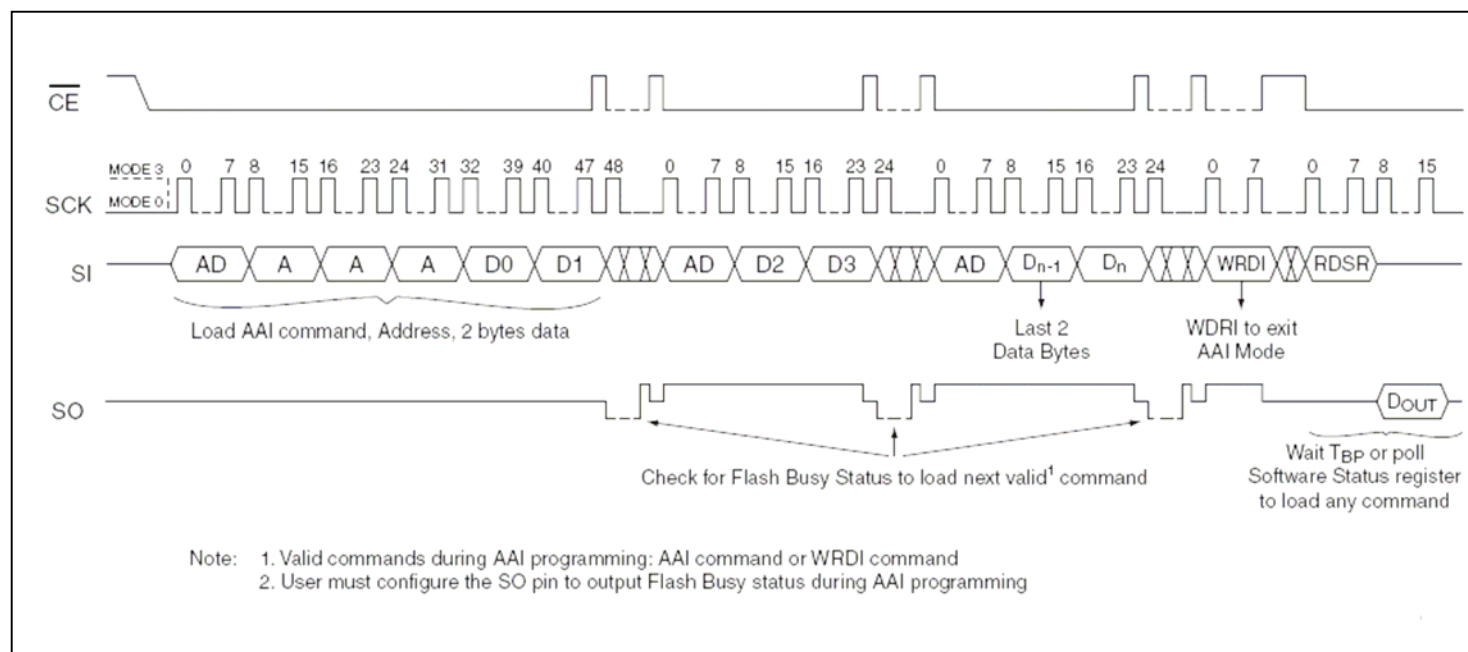 CE
MODE 3 0 7 8 15 16 23 24 31 32 39 40 47 48 0 7 8 15 16 23 24 0 7 8 15 16 23 24 0 7 0 7 8 15
SCK MODE 0
SI AD A A A D0 D1 AD D2 D3 AD Dn-1 Dn WRDI RDSR
Load AAI command, Address, 2 bytes data
Last 2
Data Bytes
WDRI to exit
AAI Mode
SO DOUT
Check for Flash Busy Status to load next valid1 command
Wait TBP or poll
Software Status register
to load any command
Note: 1. Valid commands during AAI programming: AAI command or WRDI command
2. User must configure the SO pin to output Flash Busy status during AAI programming